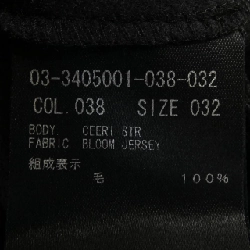 03-3405001-038-032
COL. 038 SIZE 032
BODY. CEERI STR
FABRIC BLOOM JERSEY
組成表示
毛 100%